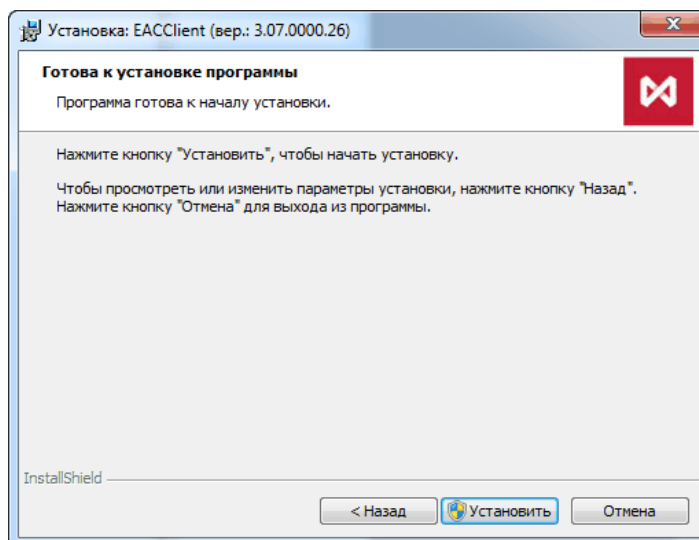 Установка: EACClient (вер.: 3.07.0000.26)
Готова к установке программы
Программа готова к началу установки.
Нажмите кнопку "Установить", чтобы начать установку.
Чтобы просмотреть или изменить параметры установки, нажмите кнопку "Назад".
Нажмите кнопку "Отмена" для выхода из программы.
InstallShield
< Назад
Установить
Отмена